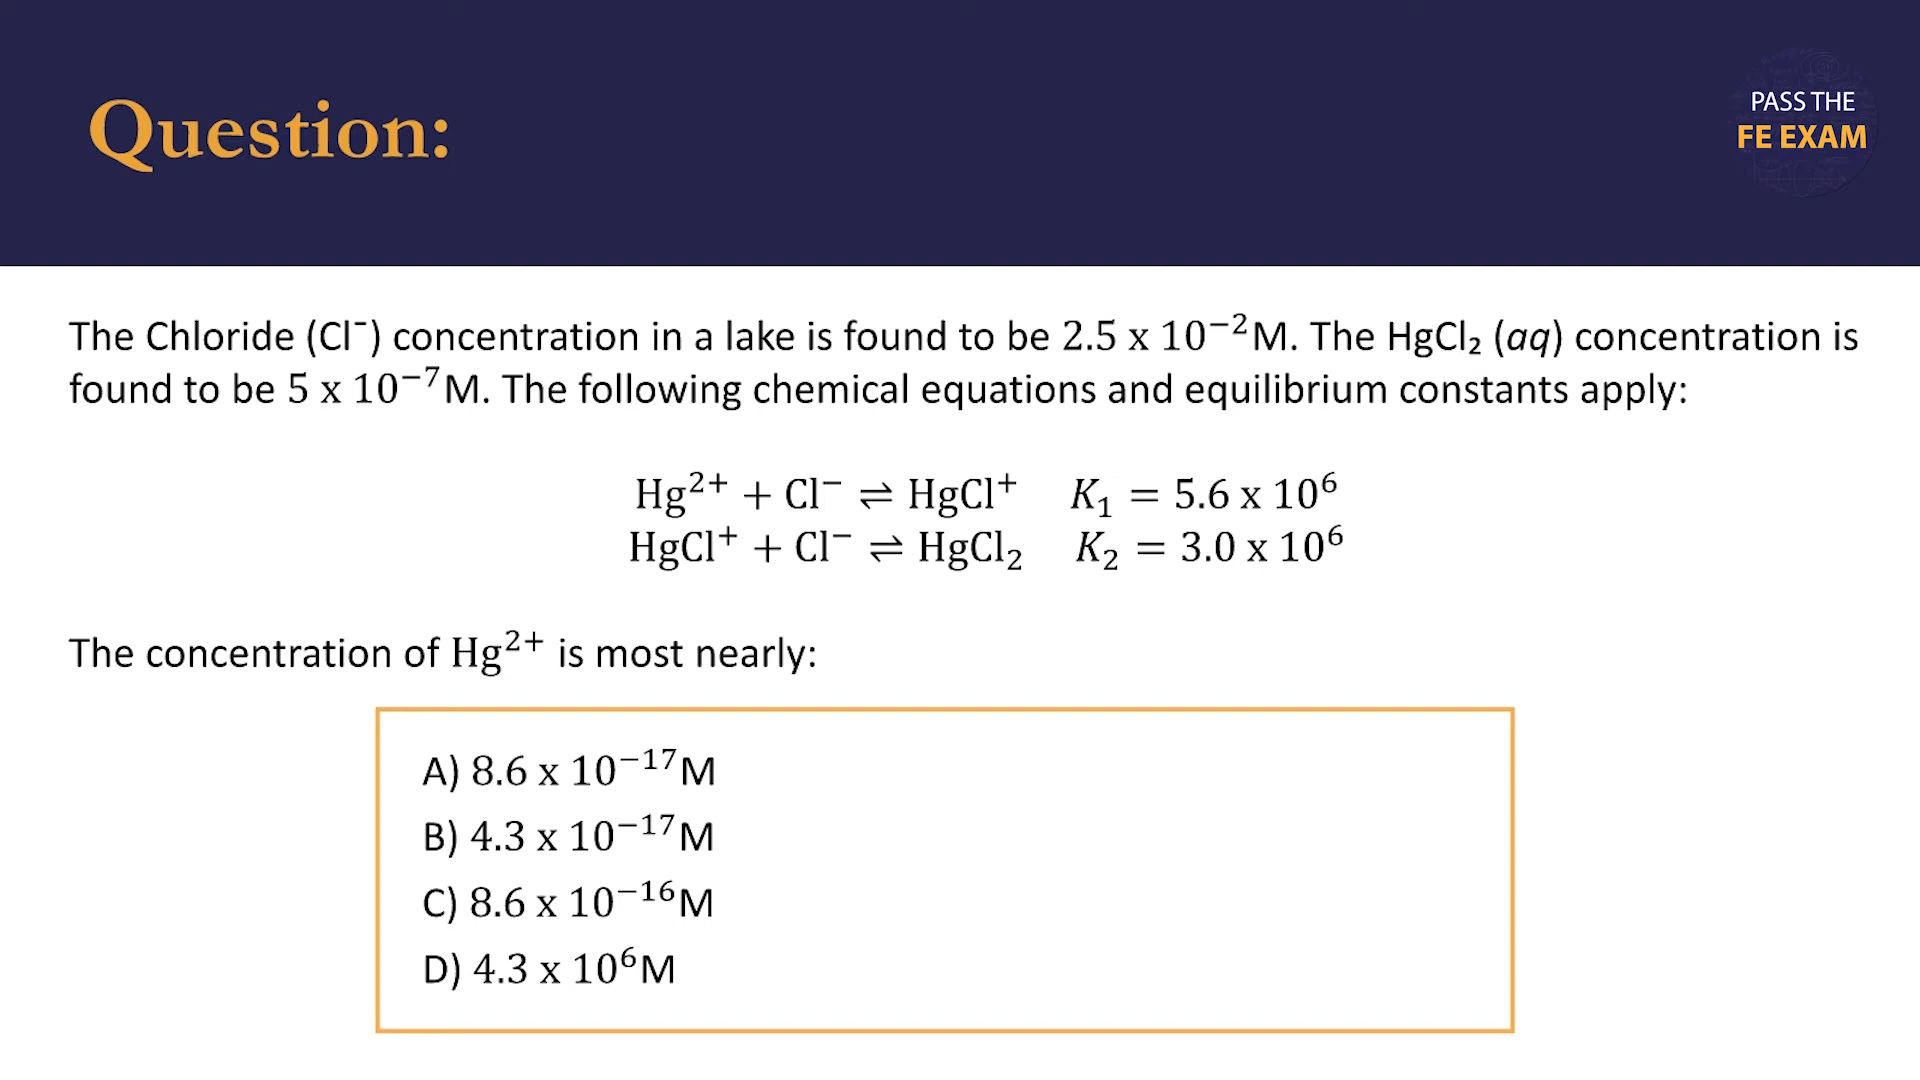 Question:
PASS THE
FE EXAM
The Chloride (Cl⁻) concentration in a lake is found to be 2.5 x 10⁻²M. The HgCl₂ (aq) concentration is
found to be 5 x 10⁻⁷M. The following chemical equations and equilibrium constants apply:
Hg²⁺ + Cl⁻ ⇌ HgCl⁺ K₁ = 5.6 x 10⁶
HgCl⁺ + Cl⁻ ⇌ HgCl₂ K₂ = 3.0 x 10⁶
The concentration of Hg²⁺ is most nearly:
A) 8.6 x 10⁻¹⁷M
B) 4.3 x 10⁻¹⁷M
C) 8.6 x 10⁻¹⁶M
D) 4.3 x 10⁶M